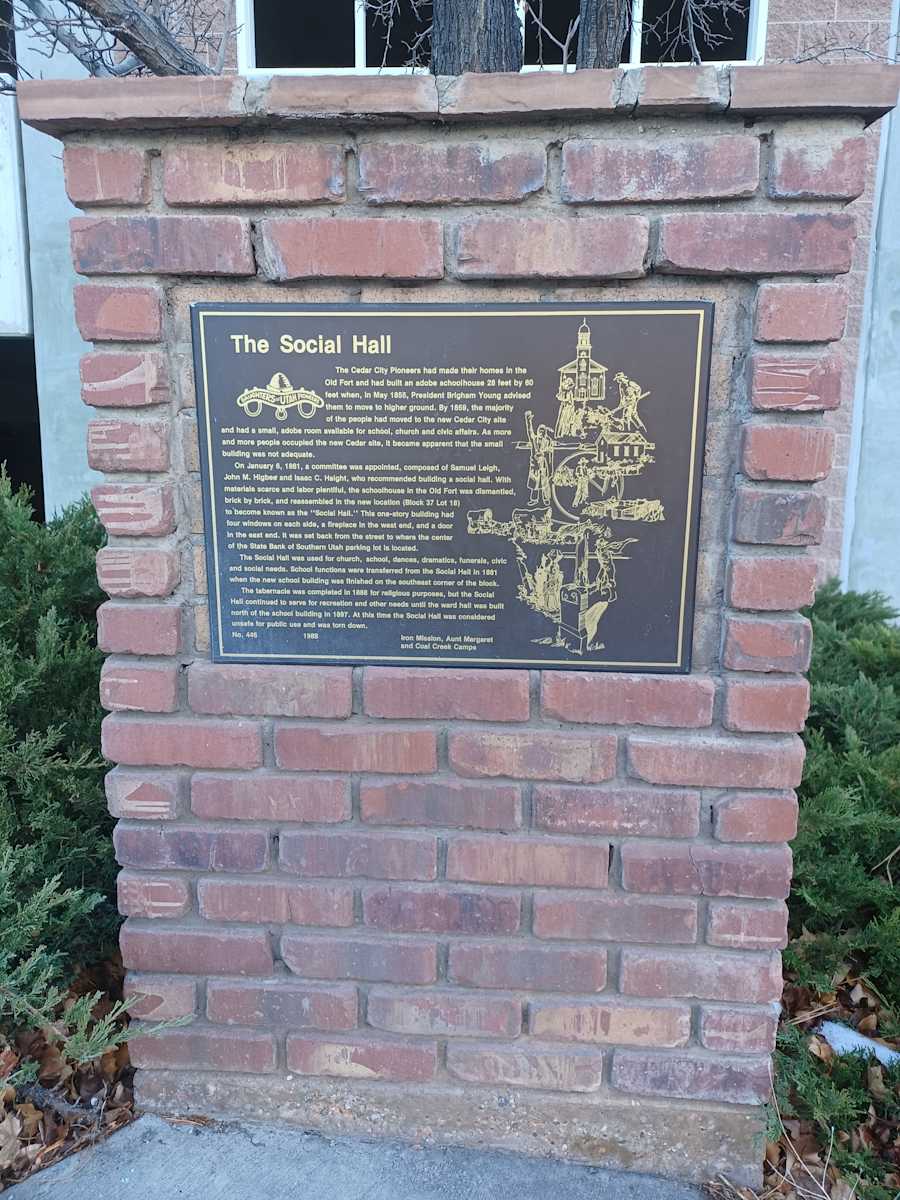 The Social Hall
DAUGHTERS OF UTAH PIONEERS
The Cedar City Pioneers had made their homes in the
Old Fort and had built an adobe schoolhouse 28 feet by 60
feet when, in May 1855, President Brigham Young advised
them to move to higher ground. By 1859, the majority
of the people had moved to the new Cedar City site
and had a small, adobe room available for school, church and civic affairs. As more
and more people occupied the new Cedar site, it became apparent that the small
building was not adequate.
On January 6, 1861, a committee was appointed, composed of Samuel Leigh,
John M. Higbee and Isaac C. Haight, who recommended building a social hall. With
materials scarce and labor plentiful, the schoolhouse in the Old Fort was dismantled,
brick by brick, and reassembled in the new location (Block 37 Lot 18)
to become known as the "Social Hall." This one-story building had
four windows on each side, a fireplace in the west end, and a door
in the east end. It was set back from the street to where the center
of the State Bank of Southern Utah parking lot is located.
The Social Hall was used for church, school, dances, dramatics, funerals, civic
and social needs. School functions were transferred from the Social Hall in 1881
when the new school building was finished on the southeast corner of the block.
The tabernacle was completed in 1888 for religious purposes, but the Social
Hall continued to serve for recreation and other needs until the ward hall was built
north of the school building in 1897. At this time the Social Hall was considered
unsafe for public use and was torn down.
No. 446 1988 Iron Mission, Aunt Margaret
and Coal Creek Camps